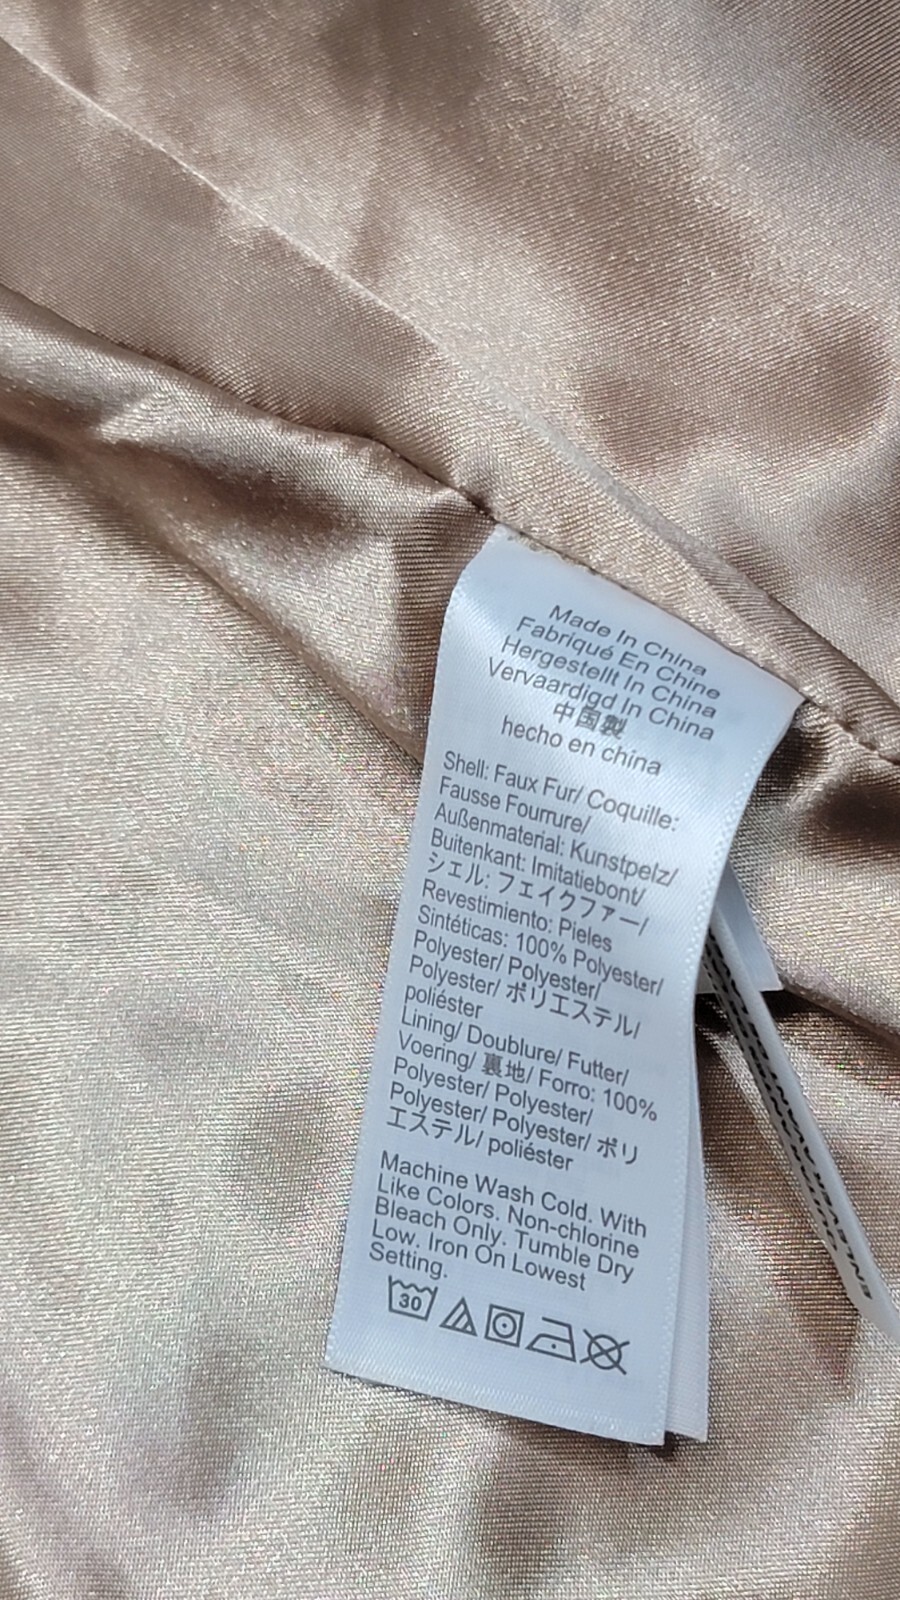 Made In China
Fabriqué En Chine
Hergestellt In China
Vervaardigd In China
中国製
hecho en china
Shell: Faux Fur/ Coquille:
Fausse Fourrure/
Außenmaterial: Kunstpelz/
Buitenkant: Imitatiebont/
シェル: フェイクファー/
Revestimiento: Pieles
Sintéticas: 100% Polyester/
Polyester/ Polyester/
Polyester/ ポリエステル/
poliéster
Lining/ Doublure/ Futter/
Voering/ 裏地/ Forro: 100%
Polyester/ Polyester/
Polyester/ Polyester/ ポリ
エステル/ poliéster
Machine Wash Cold. With
Like Colors. Non-chlorine
Bleach Only. Tumble Dry
Low. Iron On Lowest
Setting.
30